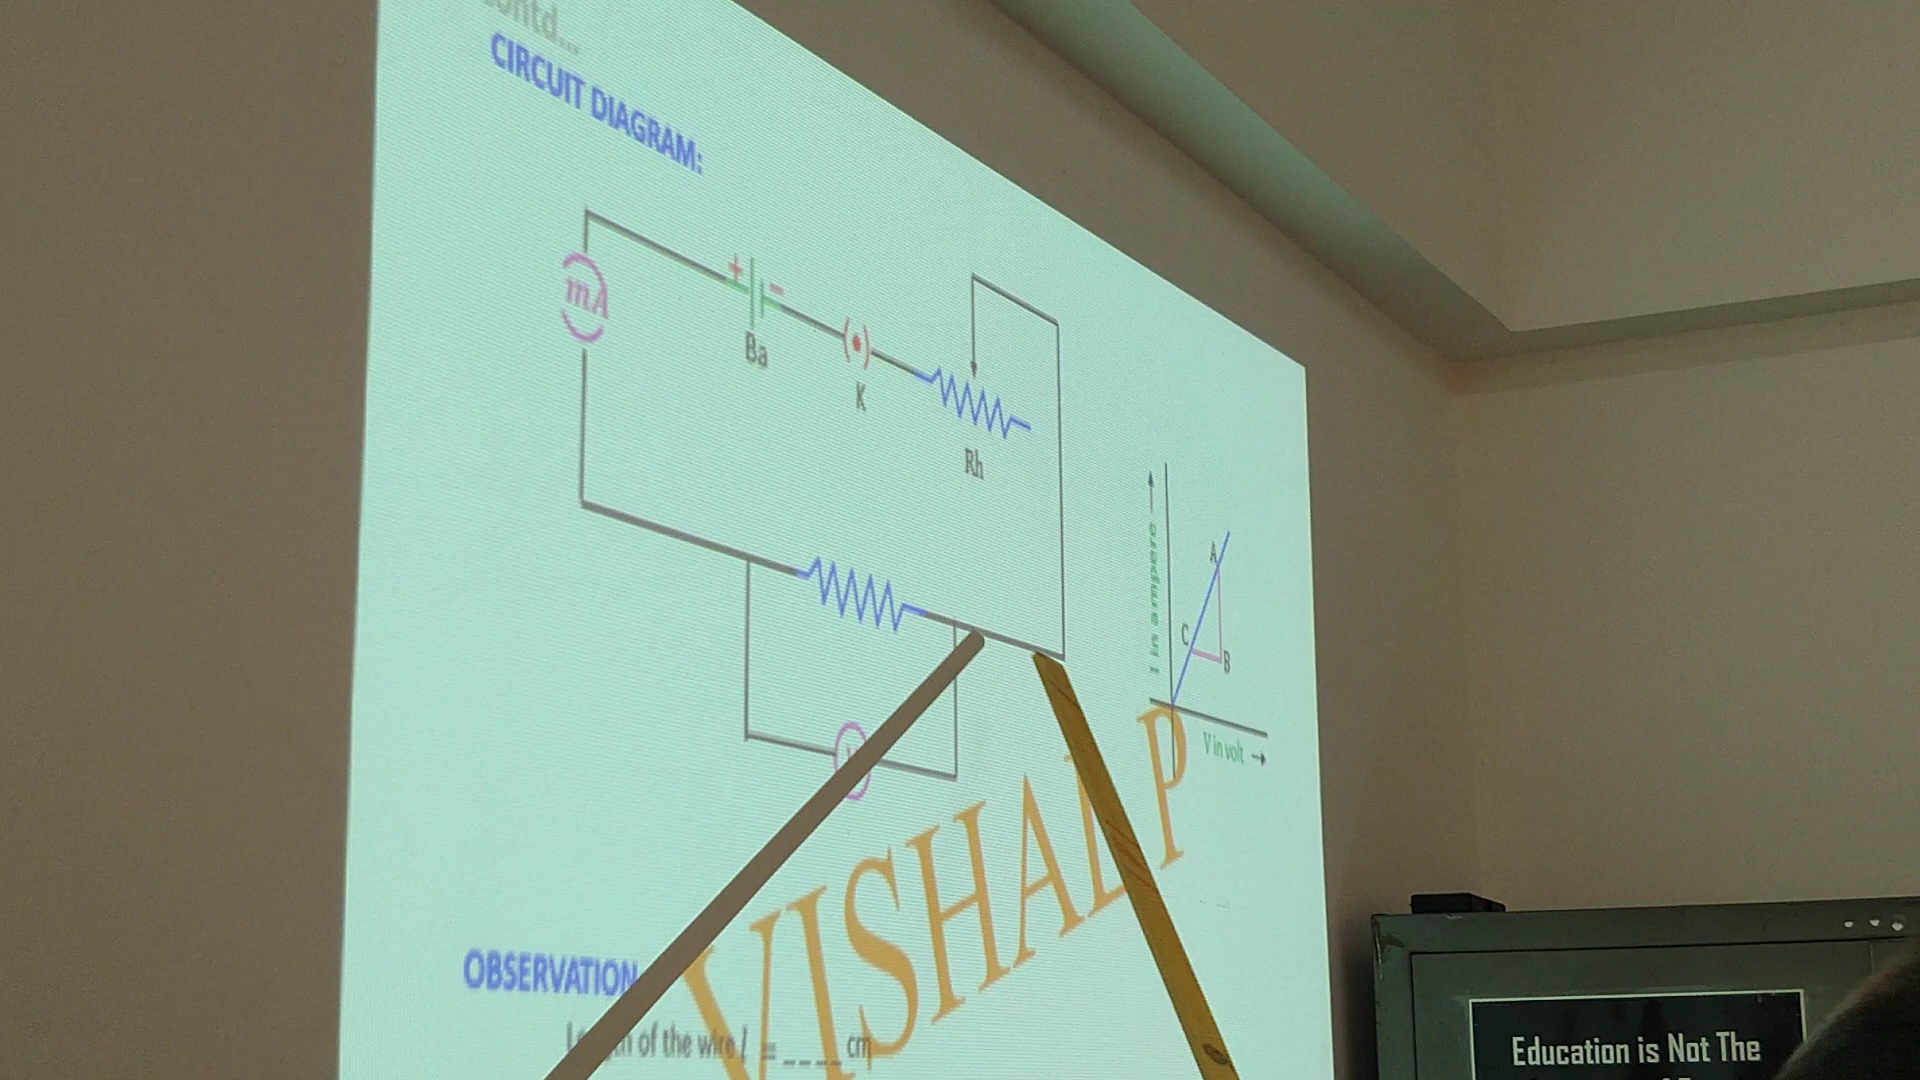 contd...
CIRCUIT DIAGRAM:
mA
+
-
Ba
K
Rh
I in ampere
A
C
B
V in volt
VISHAL P
OBSERVATION
of the wire l = _ _ _ _ cm
Education is Not The